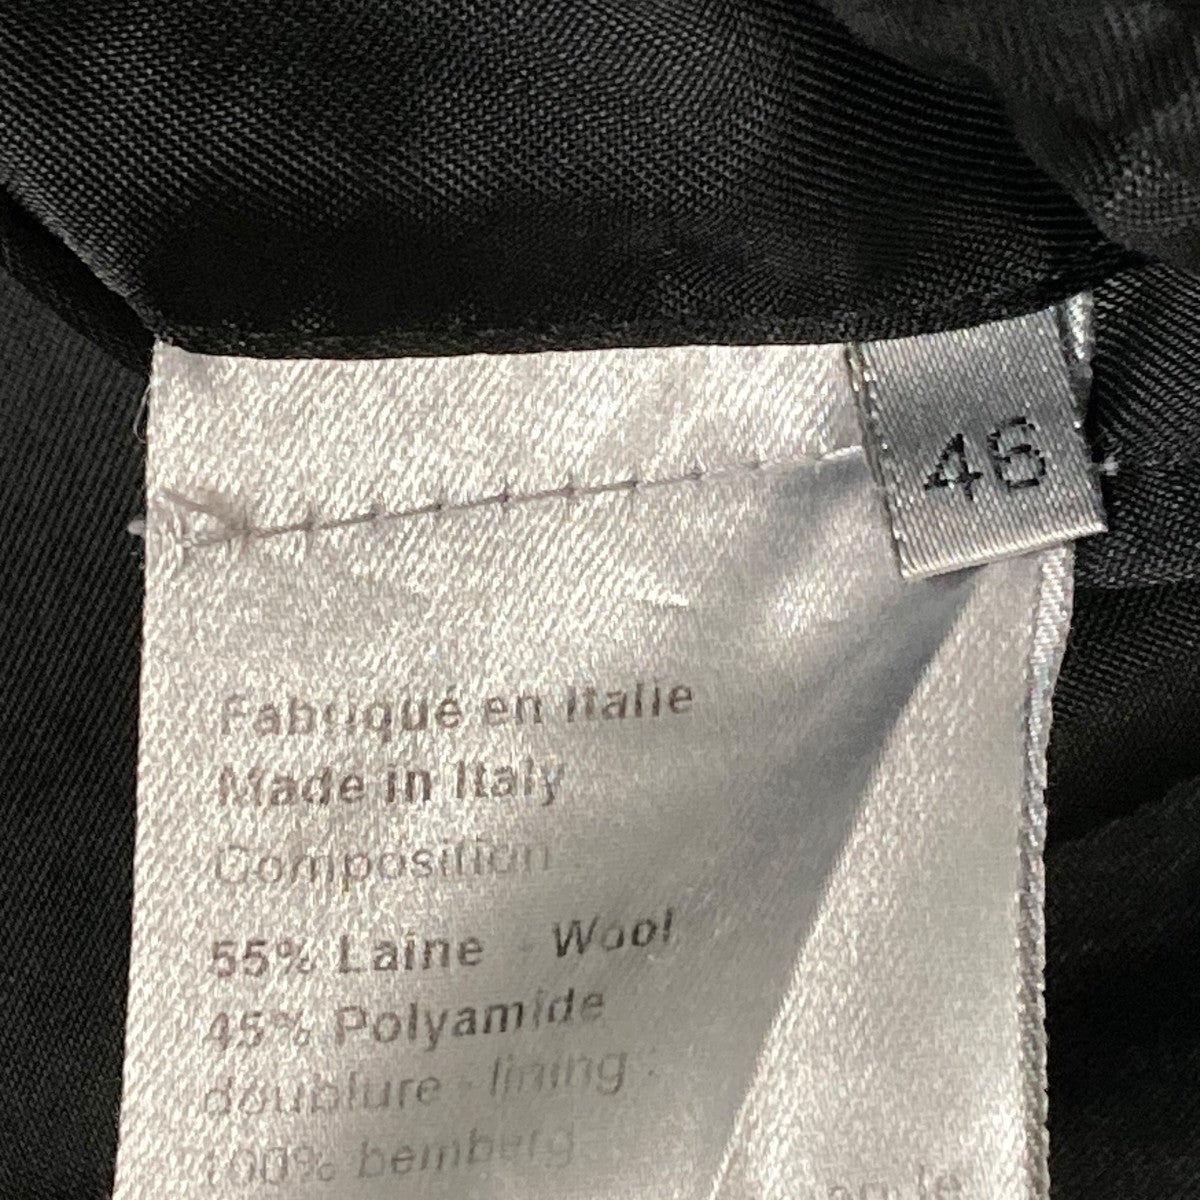 46
Fabriqué en Italie
Made in Italy
Composition
55% Laine - Wool
45% Polyamide
doublure - lining :
100% bemberg